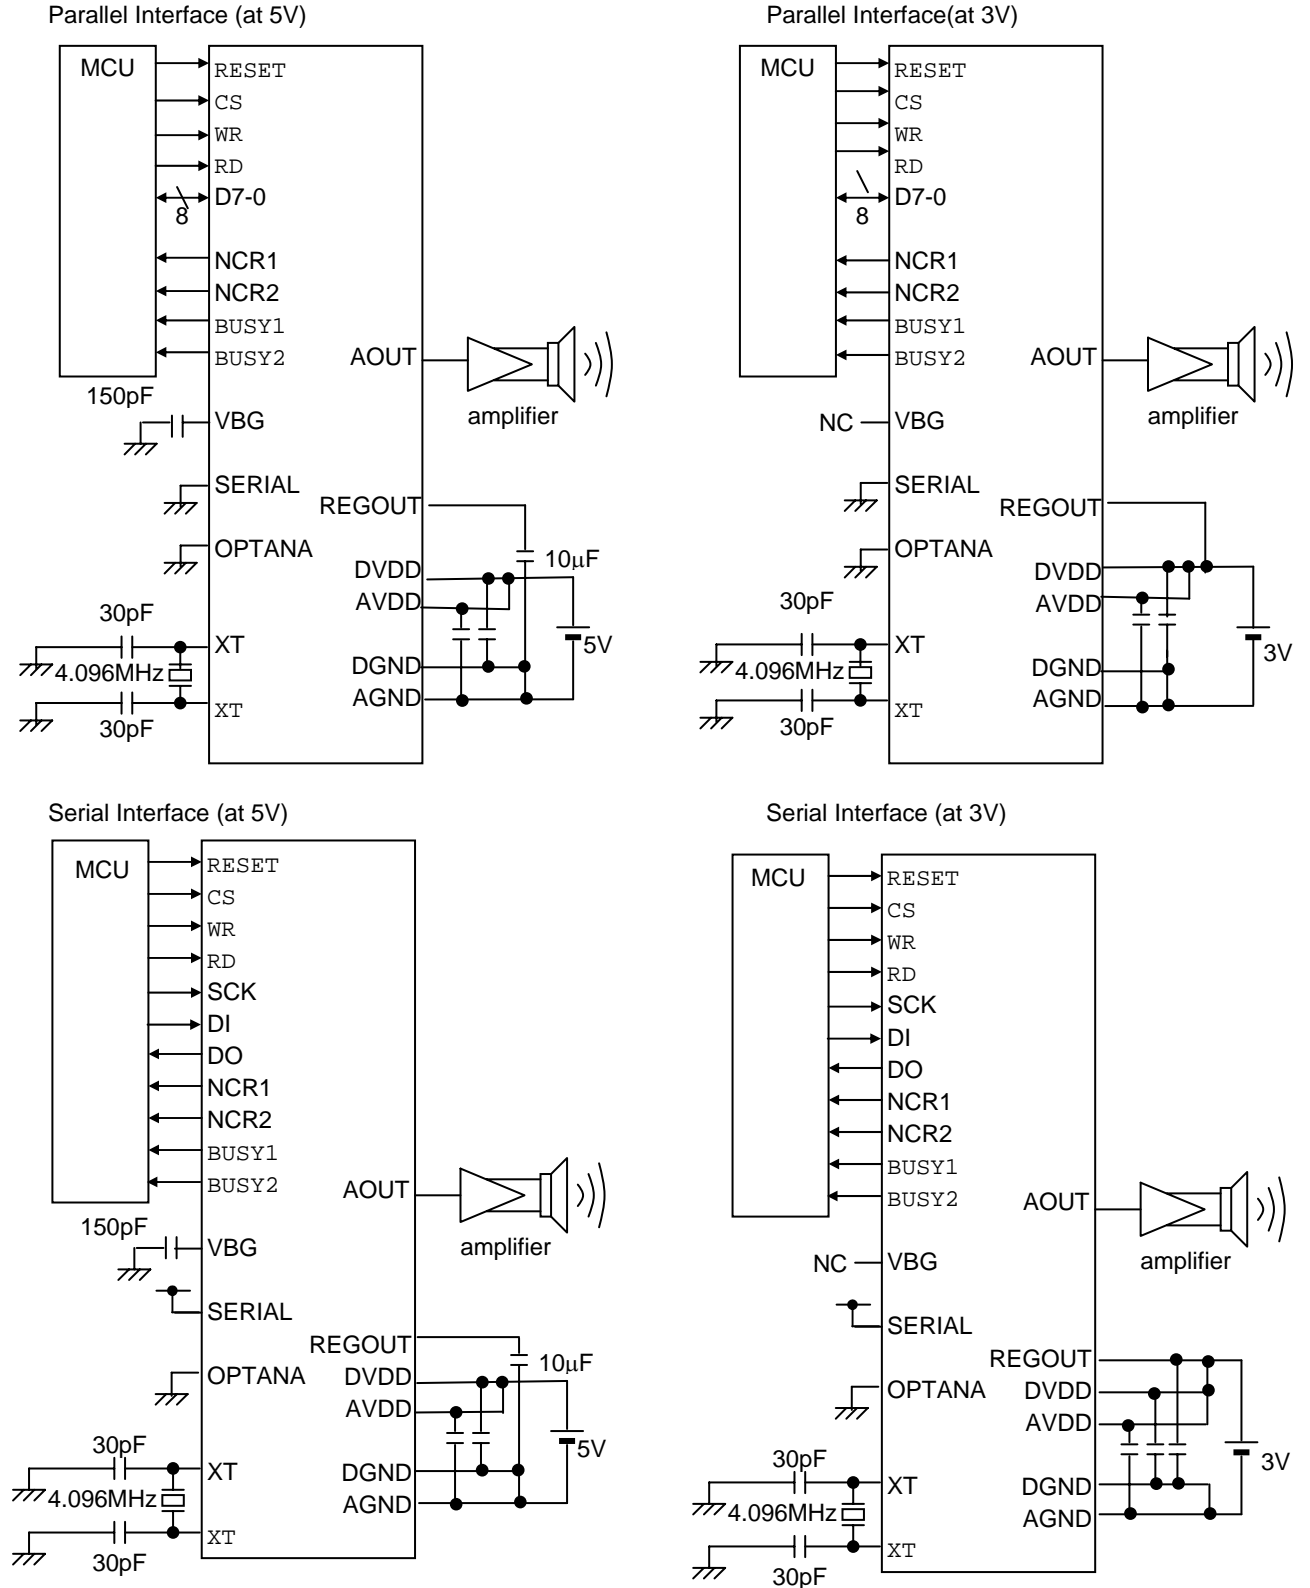 Parallel Interface (at 5V)
MCU
RESET
CS
WR
RD
D7-0
8
NCR1
NCR2
BUSY1
BUSY2
AOUT
amplifier
150pF
VBG
SERIAL
REGOUT
OPTANA
10µF
DVDD
AVDD
30pF
XT
5V
4.096MHz
DGND
AGND
XT
30pF
Parallel Interface(at 3V)
MCU
RESET
CS
WR
RD
D7-0
8
NCR1
NCR2
BUSY1
BUSY2
AOUT
amplifier
NC
VBG
SERIAL
REGOUT
OPTANA
DVDD
AVDD
30pF
XT
3V
4.096MHz
DGND
AGND
XT
30pF
Serial Interface (at 5V)
MCU
RESET
CS
WR
RD
SCK
DI
DO
NCR1
NCR2
BUSY1
BUSY2
AOUT
amplifier
150pF
VBG
SERIAL
REGOUT
10µF
OPTANA
DVDD
AVDD
30pF
XT
5V
4.096MHz
DGND
AGND
XT
30pF
Serial Interface (at 3V)
MCU
RESET
CS
WR
RD
SCK
DI
DO
NCR1
NCR2
BUSY1
BUSY2
AOUT
amplifier
NC
VBG
SERIAL
REGOUT
OPTANA
DVDD
AVDD
30pF
XT
3V
4.096MHz
DGND
AGND
XT
30pF